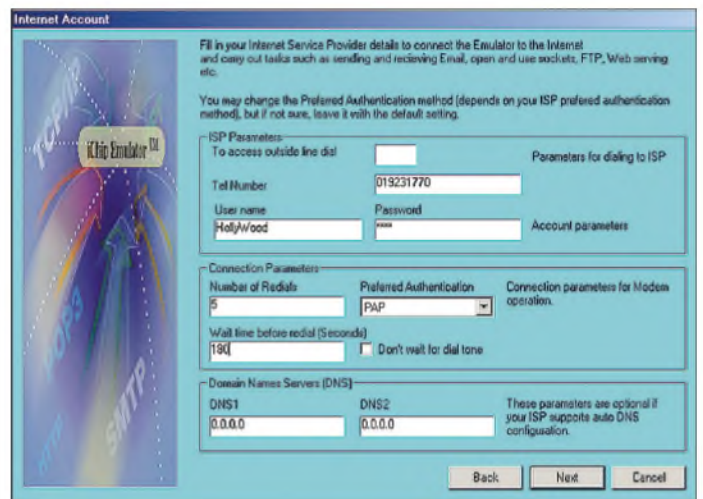 Internet Account
Fill in your Internet Service Provider details to connect the Emulator to the Internet
and carry out tasks such as sending and recieving Email, open and use sockets, FTP, Web serving
etc.
You may change the Preferred Authentication method (depends on your ISP prefered authentication
method), but if not sure, leave it with the default setting.
TCP/IP
iChip Emulator ™
POP3
SMTP
HTTP
ISP Parameters
To access outside line dial
Parameters for dialing to ISP
Tel Number
019231770
User name
Password
HollyWood
****
Account parameters
Connection Parameters
Number of Redials
Preferred Authentication
Connection parameters for Modem
operation.
5
PAP
Wait time before redial (Seconds)
180
Don't wait for dial tone
Domain Names Servers (DNS)
DNS1
DNS2
These parameters are optional if
your ISP supports auto DNS
configuration.
0.0.0.0
0.0.0.0
Back
Next
Cancel